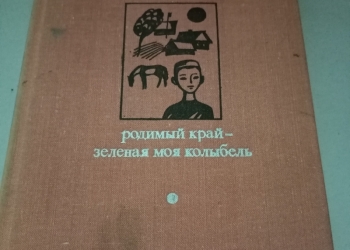 родимый край –
зеленая моя колыбель